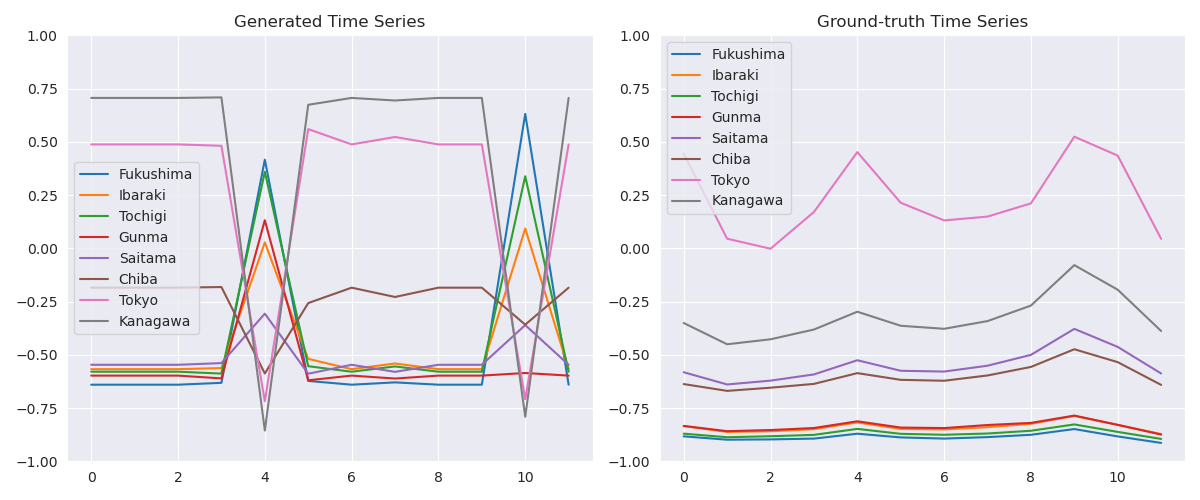 Generated Time Series
1.00
0.75
0.50
0.25
0.00
−0.25
−0.50
−0.75
−1.00
0 2 4 6 8 10
Fukushima
Ibaraki
Tochigi
Gunma
Saitama
Chiba
Tokyo
Kanagawa
Ground-truth Time Series
1.00
0.75
0.50
0.25
0.00
−0.25
−0.50
−0.75
−1.00
0 2 4 6 8 10
Fukushima
Ibaraki
Tochigi
Gunma
Saitama
Chiba
Tokyo
Kanagawa